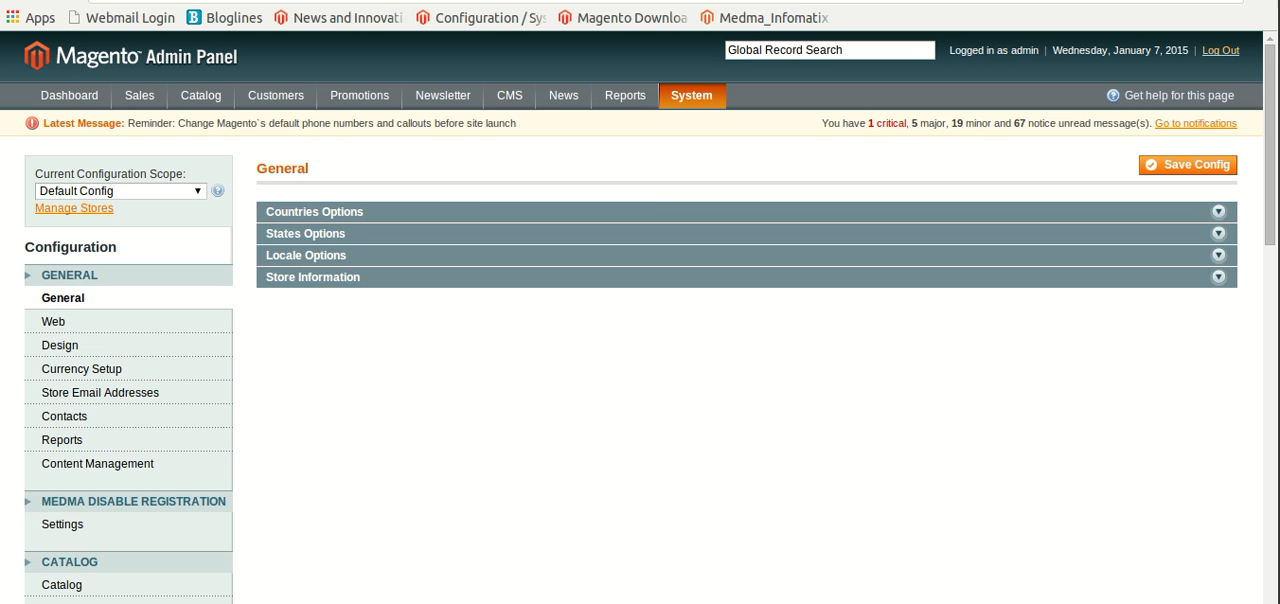 Apps Webmail Login Bloglines News and Innovati Configuration / Sys Magento Downloa Medma_Infomatix
Magento Admin Panel Global Record Search Logged in as admin | Wednesday, January 7, 2015 | Log Out
Dashboard Sales Catalog Customers Promotions Newsletter CMS News Reports System Get help for this page
Latest Message: Reminder: Change Magento`s default phone numbers and callouts before site launch You have 1 critical, 5 major, 19 minor and 67 notice unread message(s). Go to notifications
Current Configuration Scope:
Default Config
Manage Stores
Configuration
GENERAL
General
Web
Design
Currency Setup
Store Email Addresses
Contacts
Reports
Content Management
MEDMA DISABLE REGISTRATION
Settings
CATALOG
Catalog
General Save Config
Countries Options
States Options
Locale Options
Store Information